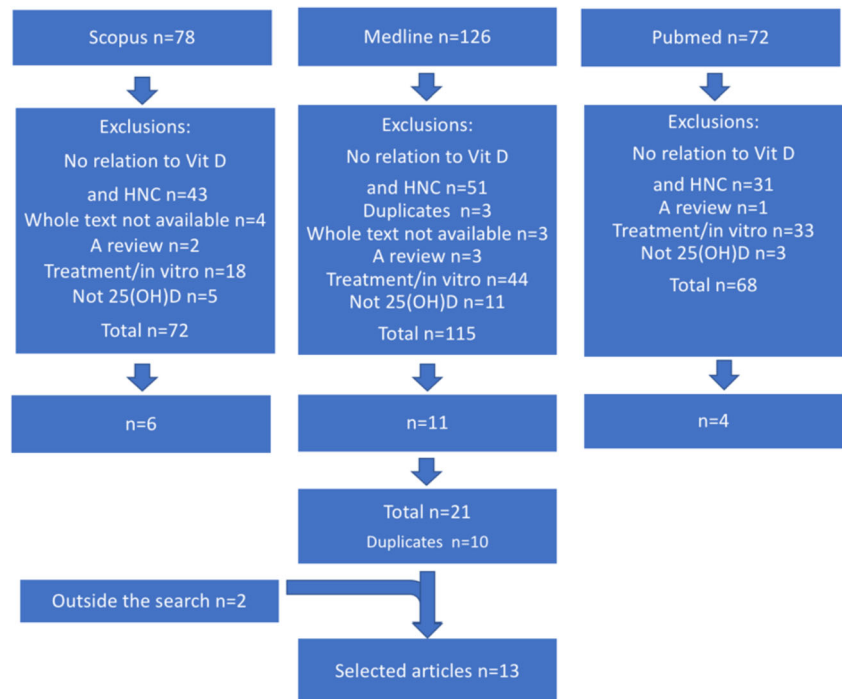 Scopus n=78
Medline n=126
Pubmed n=72
Exclusions:
No relation to Vit D
and HNC n=43
Whole text not available n=4
A review n=2
Treatment/in vitro n=18
Not 25(OH)D n=5
Total n=72
Exclusions:
No relation to Vit D
and HNC n=51
Duplicates n=3
Whole text not available n=3
A review n=3
Treatment/in vitro n=44
Not 25(OH)D n=11
Total n=115
Exclusions:
No relation to Vit D
and HNC n=31
A review n=1
Treatment/in vitro n=33
Not 25(OH)D n=3
Total n=68
n=6
n=11
n=4
Total n=21
Duplicates n=10
Outside the search n=2
Selected articles n=13